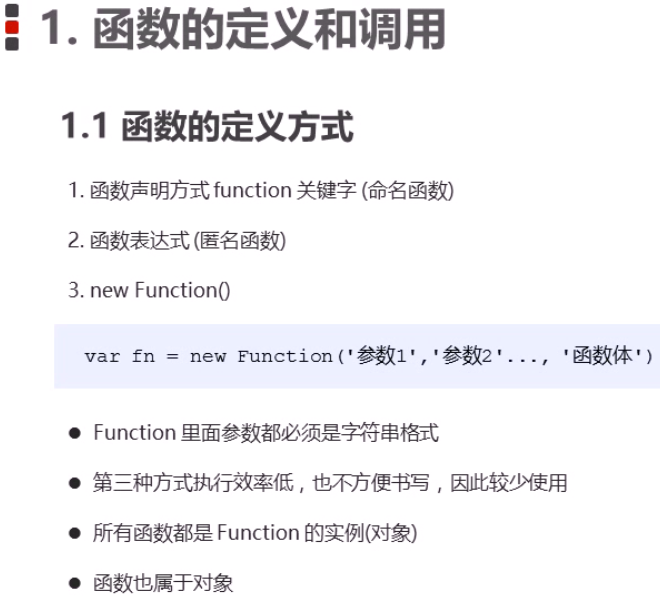 1. 函数的定义和调用
1.1 函数的定义方式
1. 函数声明方式 function 关键字 (命名函数)
2. 函数表达式 (匿名函数)
3. new Function()
var fn = new Function('参数1','参数2'..., '函数体')
● Function 里面参数都必须是字符串格式
● 第三种方式执行效率低，也不方便书写，因此较少使用
● 所有函数都是 Function 的实例(对象)
● 函数也属于对象